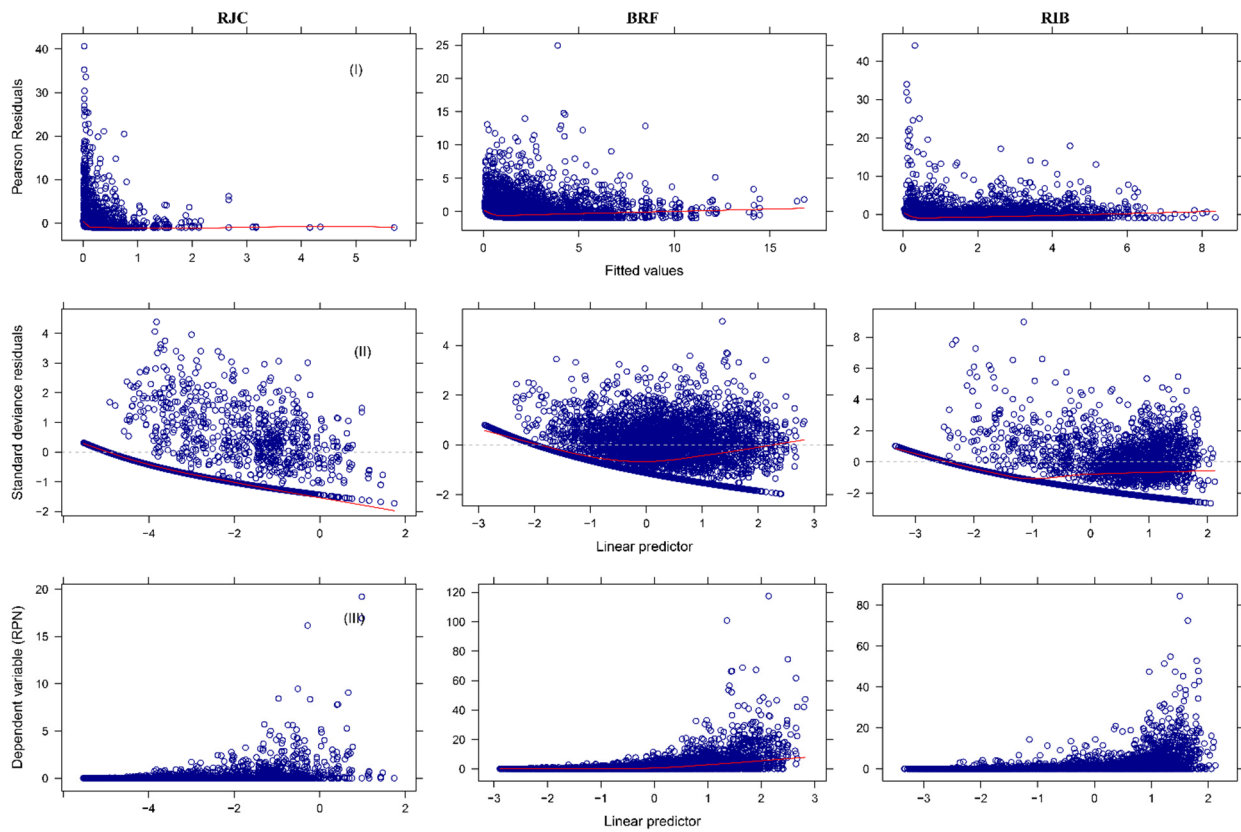 RJC BRF RIB
Pearson Residuals
40
30
20
10
0
(I)
0 1 2 3 4 5
25
20
15
10
5
0
0 5 10 15
40
30
20
10
0
0 2 4 6 8
Fitted values
Standard deviance residuals
4
3
2
1
0
−1
−2
(II)
−4 −2 0 2
4
2
0
−2
−3 −2 −1 0 1 2 3
8
6
4
2
0
−2
−3 −2 −1 0 1 2
Linear predictor
Dependent variable (RPN)
20
15
10
5
0
(III)
−4 −2 0 2
120
100
80
60
40
20
0
−3 −2 −1 0 1 2 3
80
60
40
20
0
−3 −2 −1 0 1 2
Linear predictor